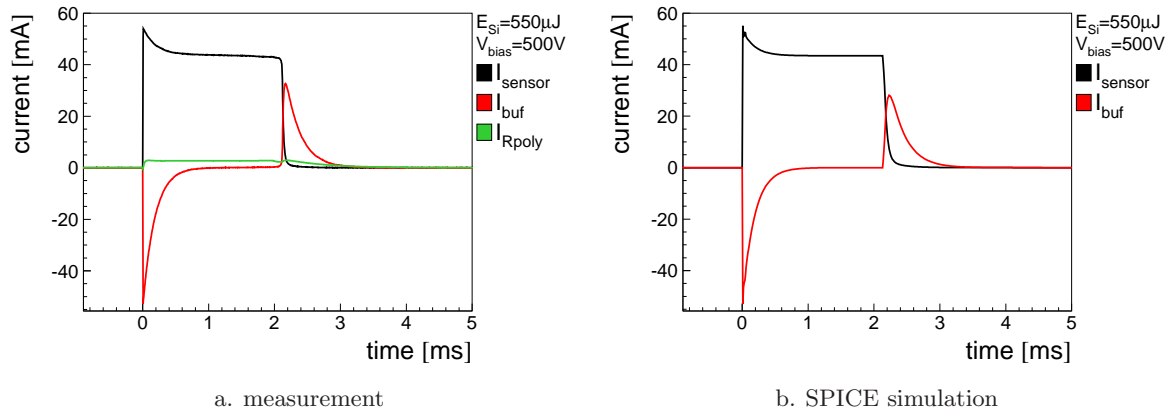 current [mA]
60
40
20
0
-20
-40
0 1 2 3 4 5
time [ms]
E_Si=550μJ
V_bias=500V
I_sensor
I_buf
I_Rpoly
a. measurement
current [mA]
60
40
20
0
-20
-40
0 1 2 3 4 5
time [ms]
E_Si=550μJ
V_bias=500V
I_sensor
I_buf
b. SPICE simulation